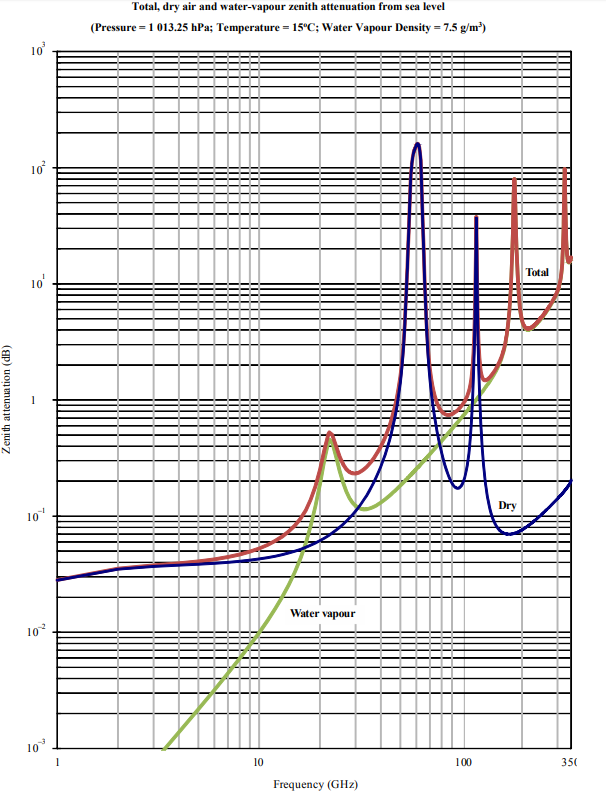 Total, dry air and water-vapour zenith attenuation from sea level
(Pressure = 1 013.25 hPa; Temperature = 15ºC; Water Vapour Density = 7.5 g/m³)
10³
10²
10¹
1
10⁻¹
10⁻²
10⁻³
Zenith attenuation (dB)
Total
Dry
Water vapour
1
10
100
35
Frequency (GHz)